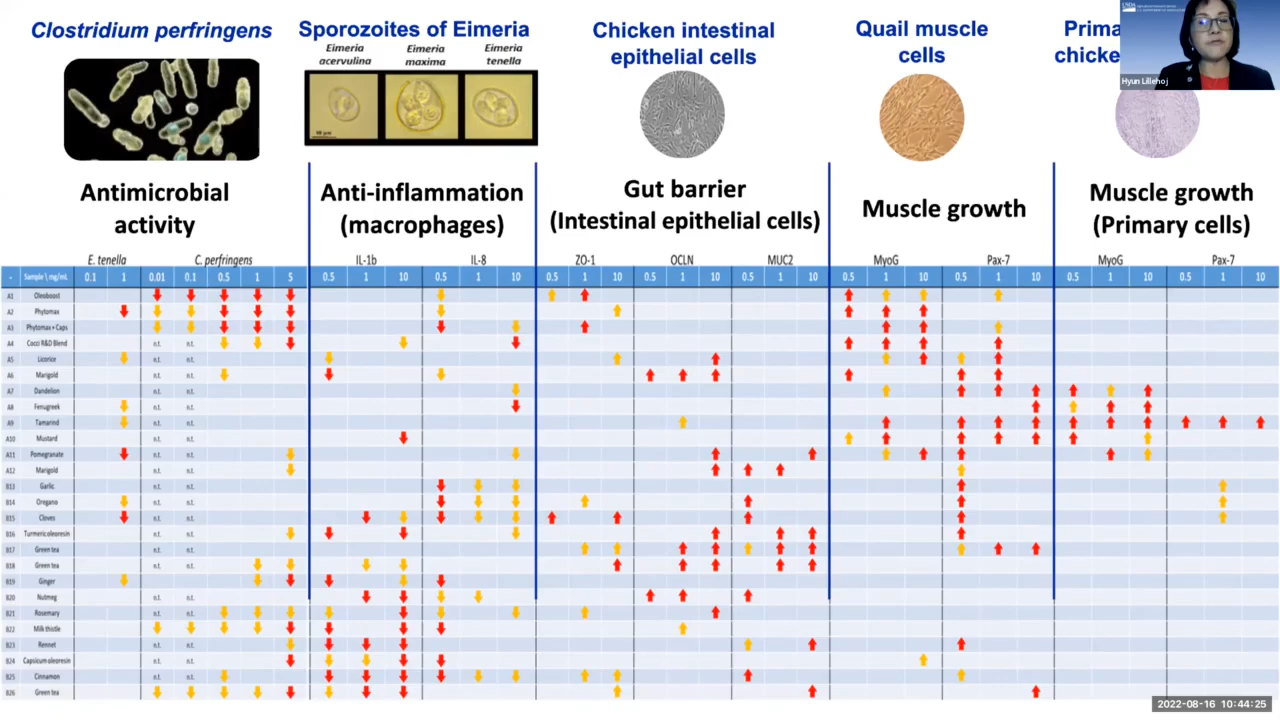 Clostridium perfringens
Sporozoites of Eimeria
Eimeria acervulina
Eimeria maxima
Eimeria tenella
Chicken intestinal
epithelial cells
Quail muscle
cells
Prima
chicke
USDA
Hyun Lillehoj
Antimicrobial
activity
Anti-inflammation
(macrophages)
Gut barrier
(Intestinal epithelial cells)
Muscle growth
Muscle growth
(Primary cells)
E. tenella C. perfringens IL-1b IL-8 ZO-1 OCLN MUC2 MyoG Pax-7 MyoG Pax-7
- Sample \ mg/mL 0.1 1 0.01 0.1 0.5 1 5 0.5 1 10 0.5 1 10 0.5 1 10 0.5 1 10 0.5 1 10 0.5 1 10 0.5 1 10 0.5 1 10 0.5 1 10
A1 Oleoboost
A2 Phytomax
A3 Phytomax+Caps
A4 Cocci R&D Blend n.t. n.t.
A5 Licorice n.t. n.t.
A6 Marigold n.t. n.t.
A7 Dandelion n.t. n.t.
A8 Fenugreek n.t. n.t.
A9 Tamarind n.t. n.t.
A10 Mustard n.t. n.t.
A11 Pomegranate n.t. n.t.
A12 Marigold n.t. n.t.
B13 Garlic n.t. n.t.
B14 Oregano n.t. n.t.
B15 Cloves n.t. n.t.
B16 Turmeric oleoresin n.t. n.t.
B17 Green tea n.t. n.t.
B18 Green tea n.t. n.t.
B19 Ginger n.t. n.t.
B20 Nutmeg n.t. n.t.
B21 Rosemary n.t. n.t.
B22 Milk thistle
B23 Rennet n.t. n.t.
B24 Capsicum oleoresin n.t. n.t.
B25 Cinnamon n.t. n.t.
B26 Green tea
2022-08-16 10:44:25